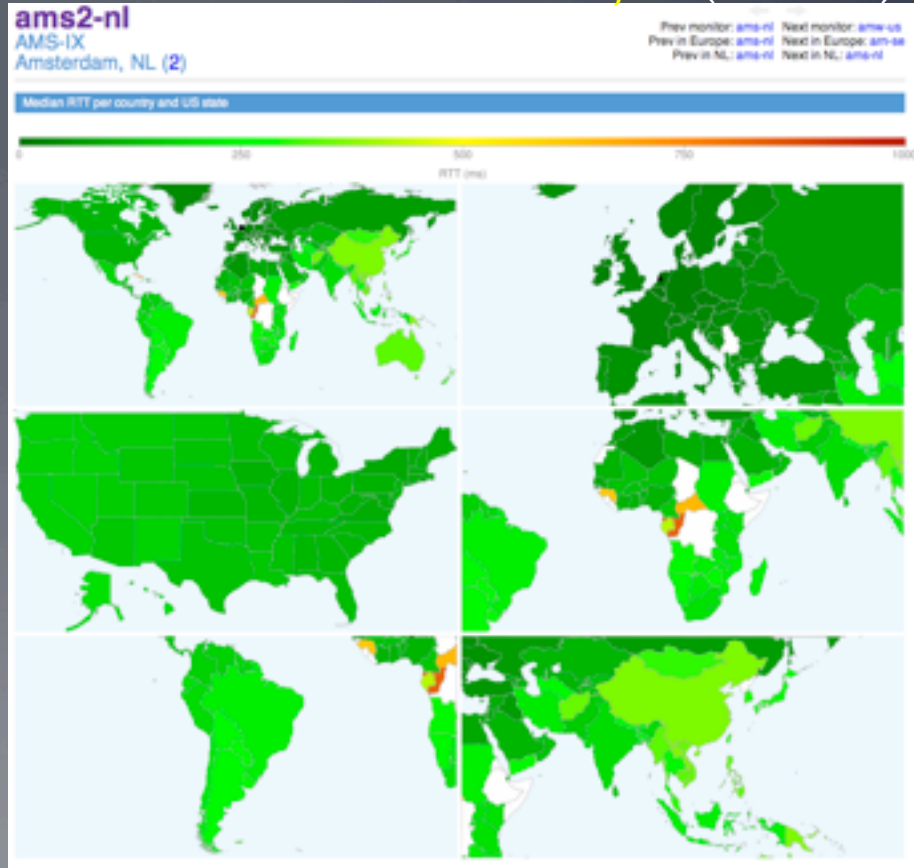 ams2-nl
AMS-IX
Amsterdam, NL (2)
Prev monitor: ams-nl Next monitor: amw-us
Prev in Europe: ams-nl Next in Europe: arn-se
Prev in NL: ams-nl Next in NL: ams-nl
Median RTT per country and US state
0 250 500 750 1000
RTT (ms)